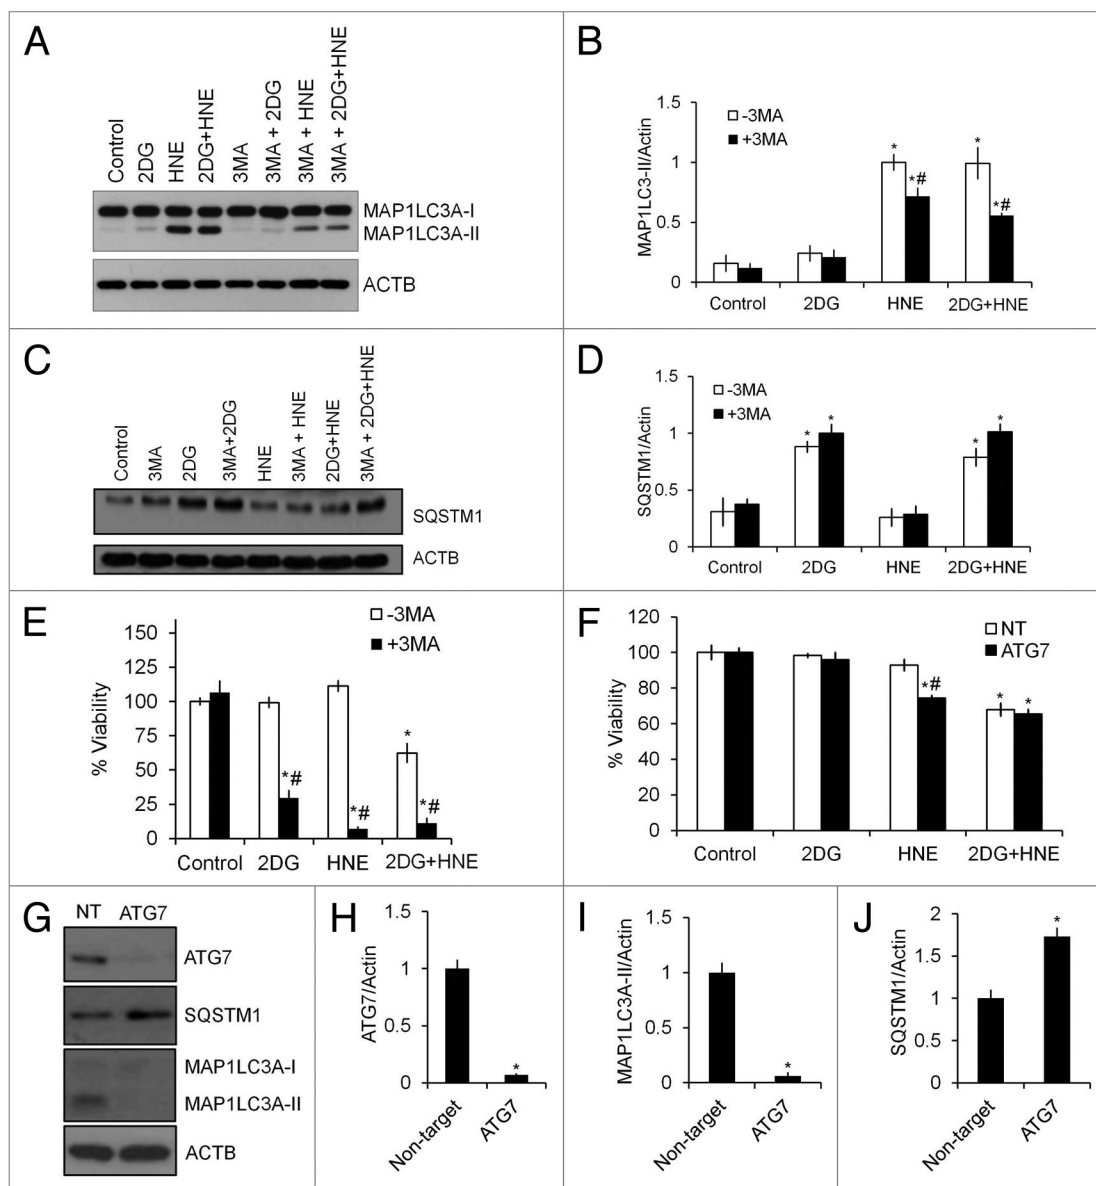 A
Control
2DG
HNE
2DG+HNE
3MA
3MA + 2DG
3MA + HNE
3MA + 2DG+HNE
MAP1LC3A-I
MAP1LC3A-II
ACTB
B
MAP1LC3-II/Actin
1.5
1
0.5
0
-3MA
+3MA
*
*#
*
*#
Control
2DG
HNE
2DG+HNE
C
Control
3MA
2DG
3MA+2DG
HNE
3MA + HNE
2DG+HNE
3MA + 2DG+HNE
SQSTM1
ACTB
D
SQSTM1/Actin
1.5
1
0.5
0
-3MA
+3MA
*
*
*
*
Control
2DG
HNE
2DG+HNE
E
% Viability
150
125
100
75
50
25
0
-3MA
+3MA
*#
*#
*
*#
Control
2DG
HNE
2DG+HNE
F
% Viability
120
100
80
60
40
20
0
NT
ATG7
*#
*
*
Control
2DG
HNE
2DG+HNE
G
NT
ATG7
ATG7
SQSTM1
MAP1LC3A-I
MAP1LC3A-II
ACTB
H
ATG7/Actin
1.5
1
0.5
0
*
Non-target
ATG7
I
MAP1LC3A-II/Actin
1.5
1
0.5
0
*
Non-target
ATG7
J
SQSTM1/Actin
2
1.5
1
0.5
0
*
Non-target
ATG7